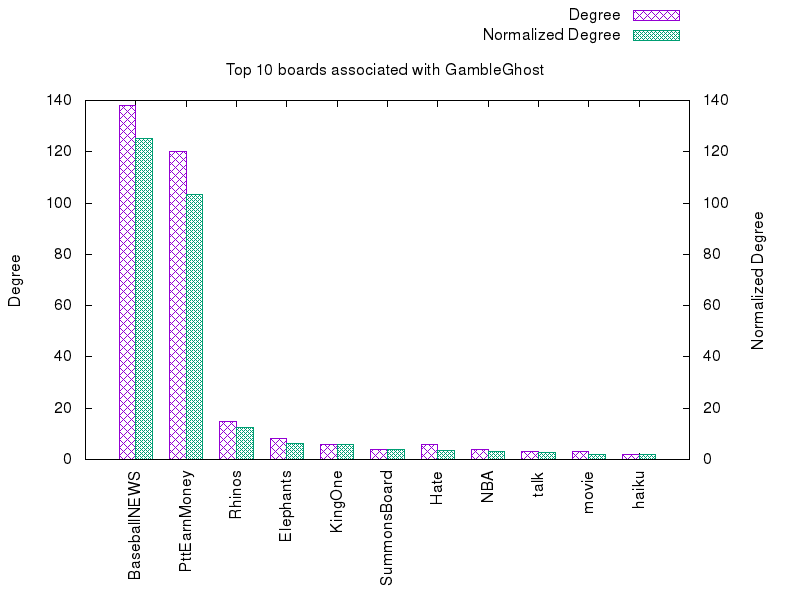 Degree
Normalized Degree
Top 10 boards associated with GambleGhost
140 140
120 120
100 100
80 80
60 60
40 40
20 20
0 0
Degree
Normalized Degree
BaseballNEWS
PttEarnMoney
Rhinos
Elephants
KingOne
SummonsBoard
Hate
NBA
talk
movie
haiku